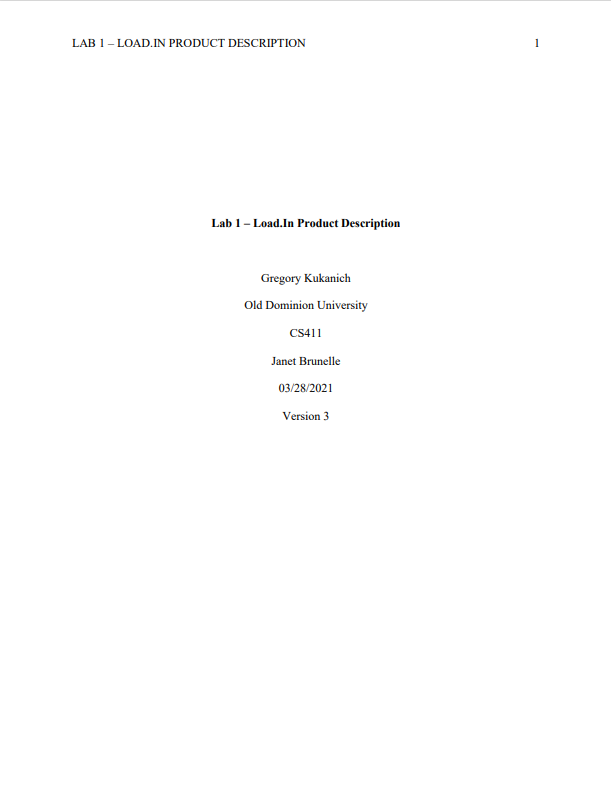 LAB 1 – LOAD.IN PRODUCT DESCRIPTION 1
Lab 1 – Load.In Product Description
Gregory Kukanich
Old Dominion University
CS411
Janet Brunelle
03/28/2021
Version 3